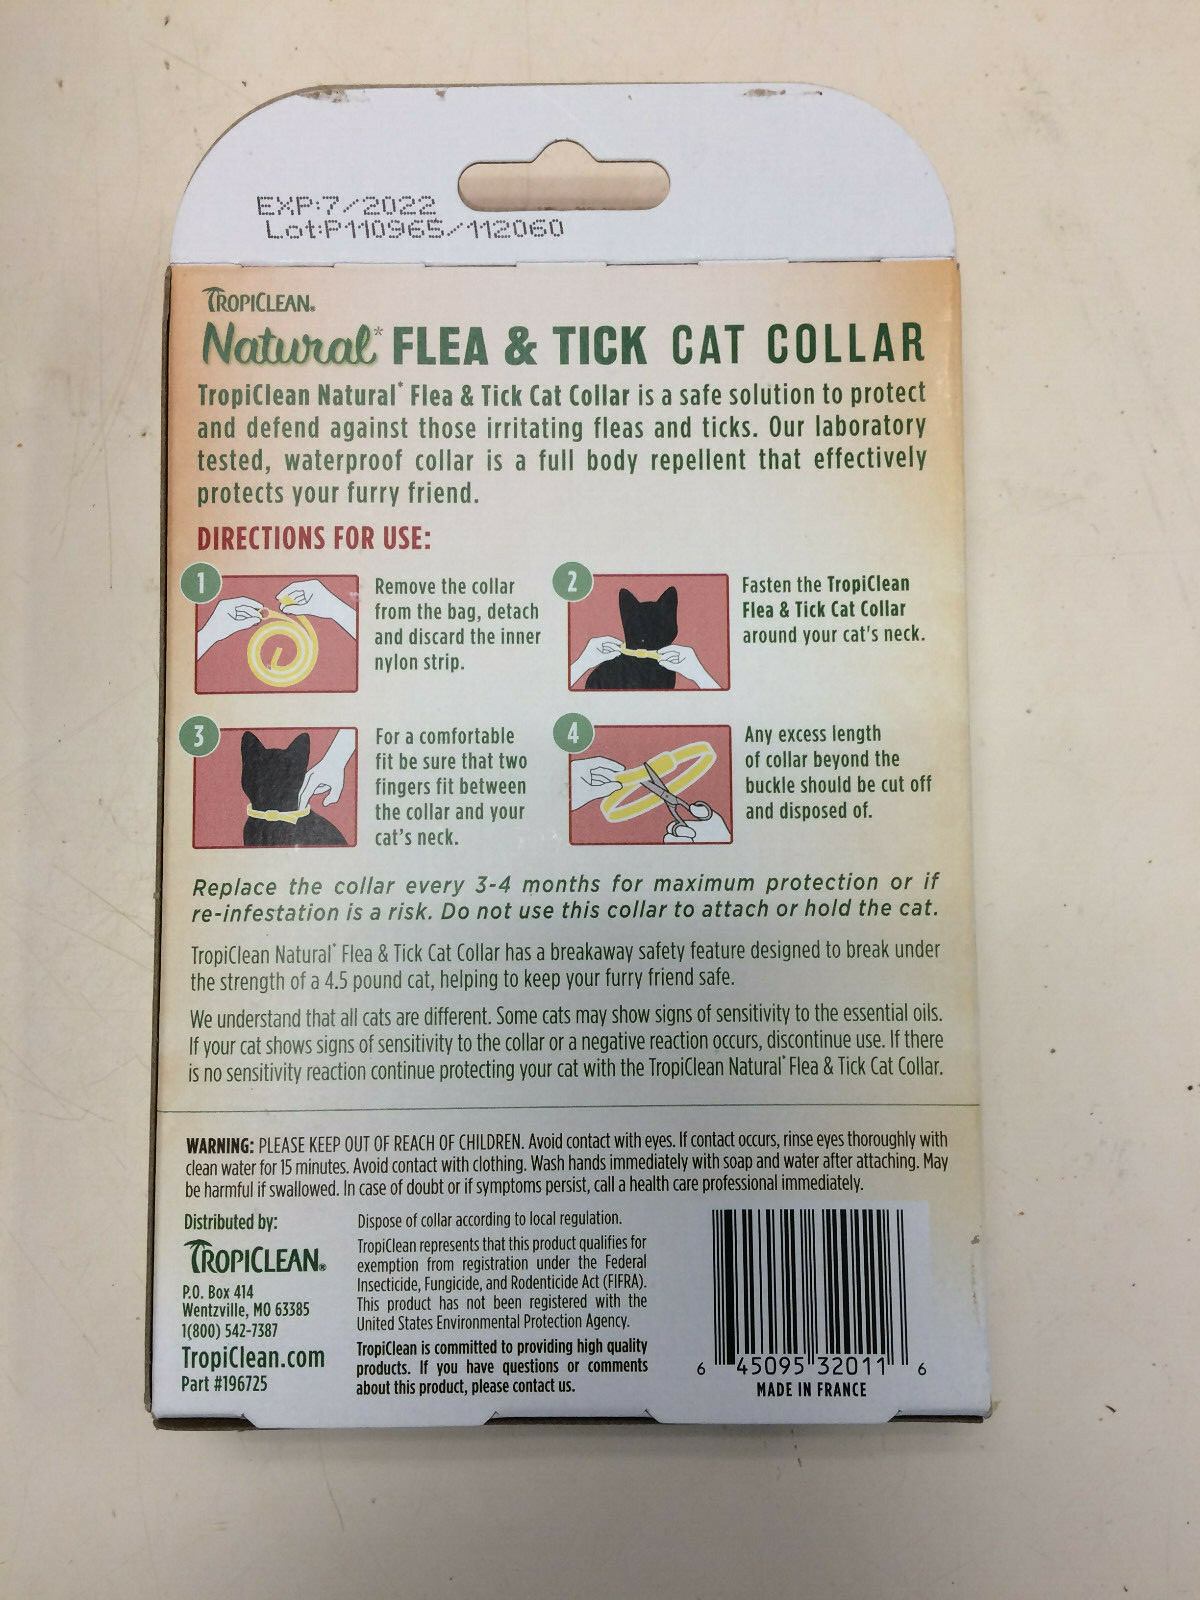 EXP:7/2022
Lot:P110965/112060
TROPICLEAN®
Natural* FLEA & TICK CAT COLLAR
TropiClean Natural* Flea & Tick Cat Collar is a safe solution to protect
and defend against those irritating fleas and ticks. Our laboratory
tested, waterproof collar is a full body repellent that effectively
protects your furry friend.
DIRECTIONS FOR USE:
1
Remove the collar
from the bag, detach
and discard the inner
nylon strip.
2
Fasten the TropiClean
Flea & Tick Cat Collar
around your cat's neck.
3
For a comfortable
fit be sure that two
fingers fit between
the collar and your
cat's neck.
4
Any excess length
of collar beyond the
buckle should be cut off
and disposed of.
Replace the collar every 3-4 months for maximum protection or if
re-infestation is a risk. Do not use this collar to attach or hold the cat.
TropiClean Natural* Flea & Tick Cat Collar has a breakaway safety feature designed to break under
the strength of a 4.5 pound cat, helping to keep your furry friend safe.
We understand that all cats are different. Some cats may show signs of sensitivity to the essential oils.
If your cat shows signs of sensitivity to the collar or a negative reaction occurs, discontinue use. If there
is no sensitivity reaction continue protecting your cat with the TropiClean Natural* Flea & Tick Cat Collar.
WARNING: PLEASE KEEP OUT OF REACH OF CHILDREN. Avoid contact with eyes. If contact occurs, rinse eyes thoroughly with
clean water for 15 minutes. Avoid contact with clothing. Wash hands immediately with soap and water after attaching. May
be harmful if swallowed. In case of doubt or if symptoms persist, call a health care professional immediately.
Distributed by:
TROPICLEAN®
P.O. Box 414
Wentzville, MO 63385
1(800) 542-7387
TropiClean.com
Part #196725
Dispose of collar according to local regulation.
TropiClean represents that this product qualifies for
exemption from registration under the Federal
Insecticide, Fungicide, and Rodenticide Act (FIFRA).
This product has not been registered with the
United States Environmental Protection Agency.
TropiClean is committed to providing high quality
products. If you have questions or comments
about this product, please contact us.
6 45095 32011 6
MADE IN FRANCE